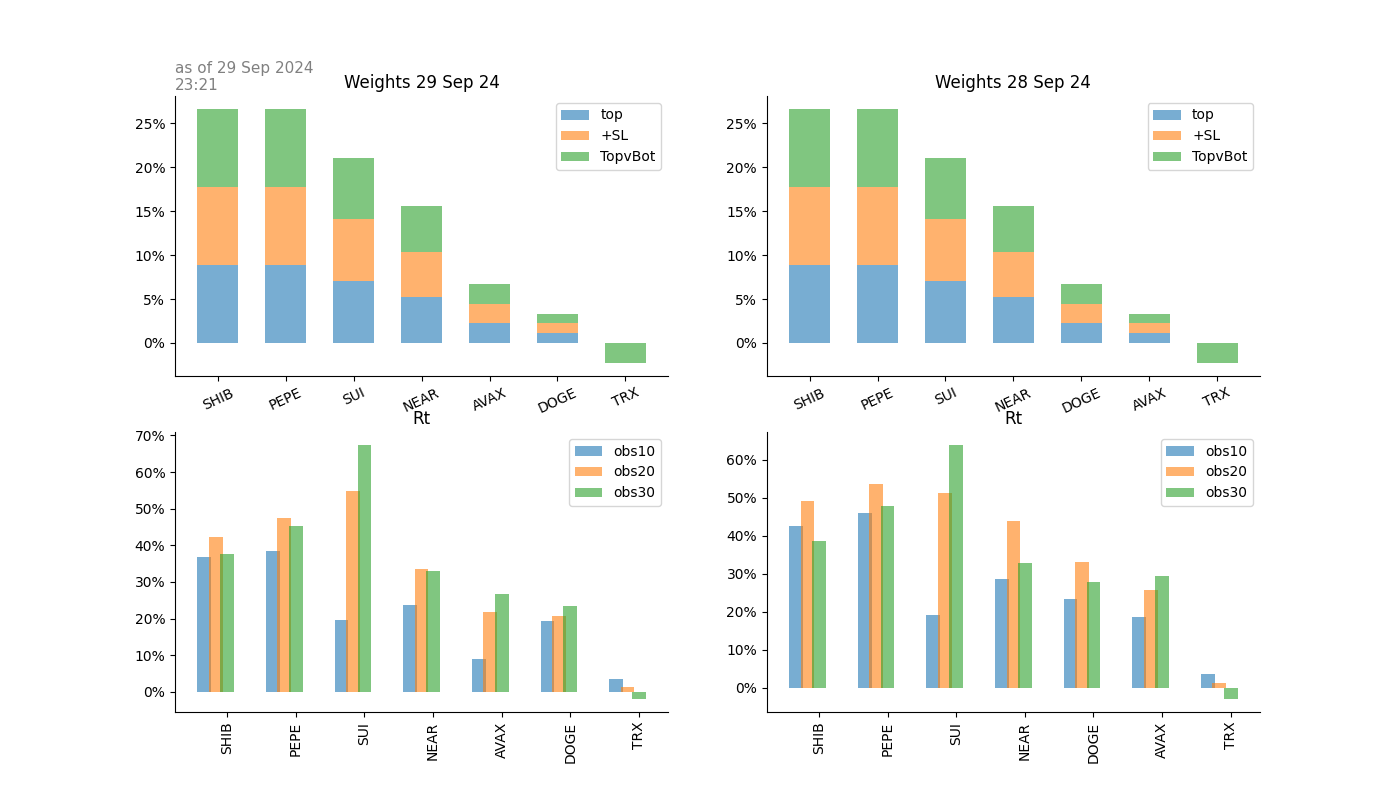 as of 29 Sep 2024
23:21
Weights 29 Sep 24
25%
20%
15%
10%
5%
0%
top
+SL
TopvBot
SHIB
PEPE
SUI
NEAR
AVAX
DOGE
TRX
Weights 28 Sep 24
25%
20%
15%
10%
5%
0%
top
+SL
TopvBot
SHIB
PEPE
SUI
NEAR
DOGE
AVAX
TRX
Rt
70%
60%
50%
40%
30%
20%
10%
0%
obs10
obs20
obs30
SHIB
PEPE
SUI
NEAR
AVAX
DOGE
TRX
Rt
60%
50%
40%
30%
20%
10%
0%
obs10
obs20
obs30
SHIB
PEPE
SUI
NEAR
DOGE
AVAX
TRX